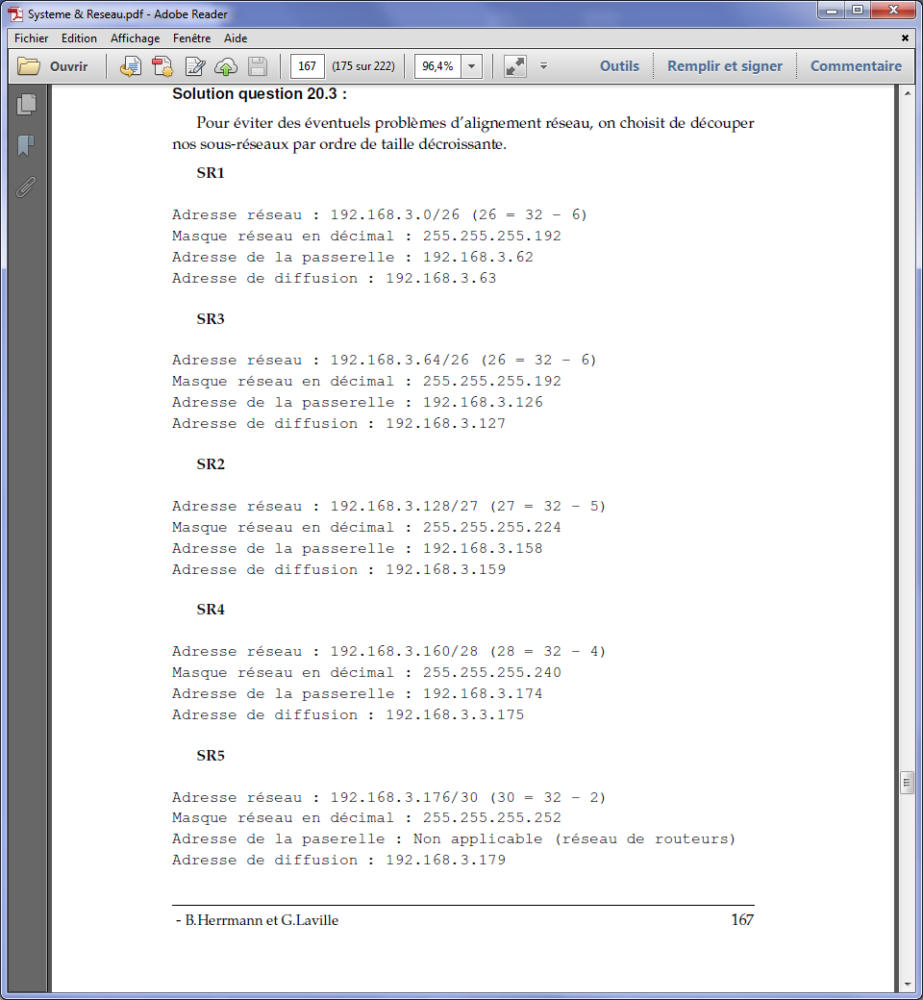 Systeme & Reseau.pdf - Adobe Reader
Fichier Edition Affichage Fenêtre Aide
Ouvrir 167 (175 sur 222) 96,4% Outils Remplir et signer Commentaire
Solution question 20.3 :
Pour éviter des éventuels problèmes d'alignement réseau, on choisit de découper
nos sous-réseaux par ordre de taille décroissante.
SR1
Adresse réseau : 192.168.3.0/26 (26 = 32 - 6)
Masque réseau en décimal : 255.255.255.192
Adresse de la passerelle : 192.168.3.62
Adresse de diffusion : 192.168.3.63
SR3
Adresse réseau : 192.168.3.64/26 (26 = 32 - 6)
Masque réseau en décimal : 255.255.255.192
Adresse de la passerelle : 192.168.3.126
Adresse de diffusion : 192.168.3.127
SR2
Adresse réseau : 192.168.3.128/27 (27 = 32 - 5)
Masque réseau en décimal : 255.255.255.224
Adresse de la passerelle : 192.168.3.158
Adresse de diffusion : 192.168.3.159
SR4
Adresse réseau : 192.168.3.160/28 (28 = 32 - 4)
Masque réseau en décimal : 255.255.255.240
Adresse de la passerelle : 192.168.3.174
Adresse de diffusion : 192.168.3.3.175
SR5
Adresse réseau : 192.168.3.176/30 (30 = 32 - 2)
Masque réseau en décimal : 255.255.255.252
Adresse de la paserelle : Non applicable (réseau de routeurs)
Adresse de diffusion : 192.168.3.179
- B.Herrmann et G.Laville 167